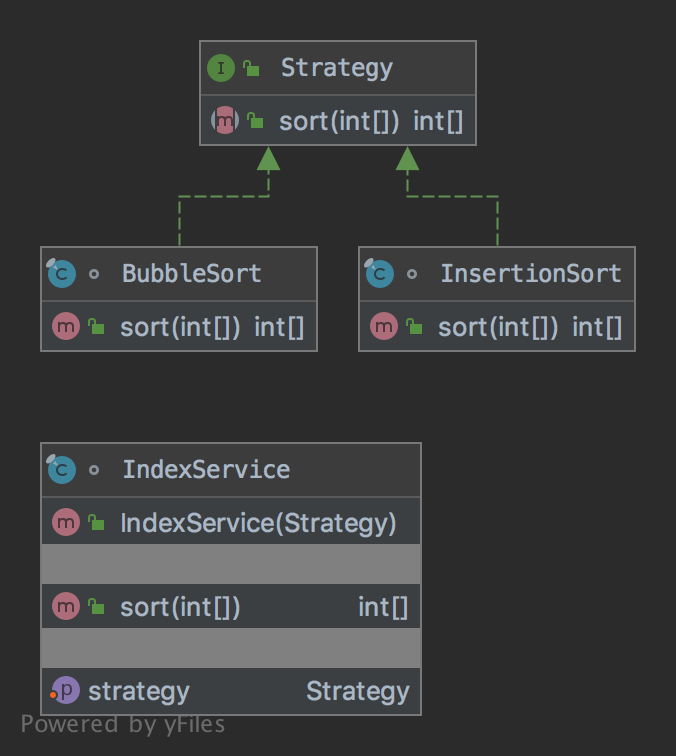 I Strategy
m sort(int[]) int[]
C BubbleSort
m sort(int[]) int[]
C InsertionSort
m sort(int[]) int[]
C IndexService
m IndexService(Strategy)
m sort(int[]) int[]
p strategy Strategy
Powered by yFiles